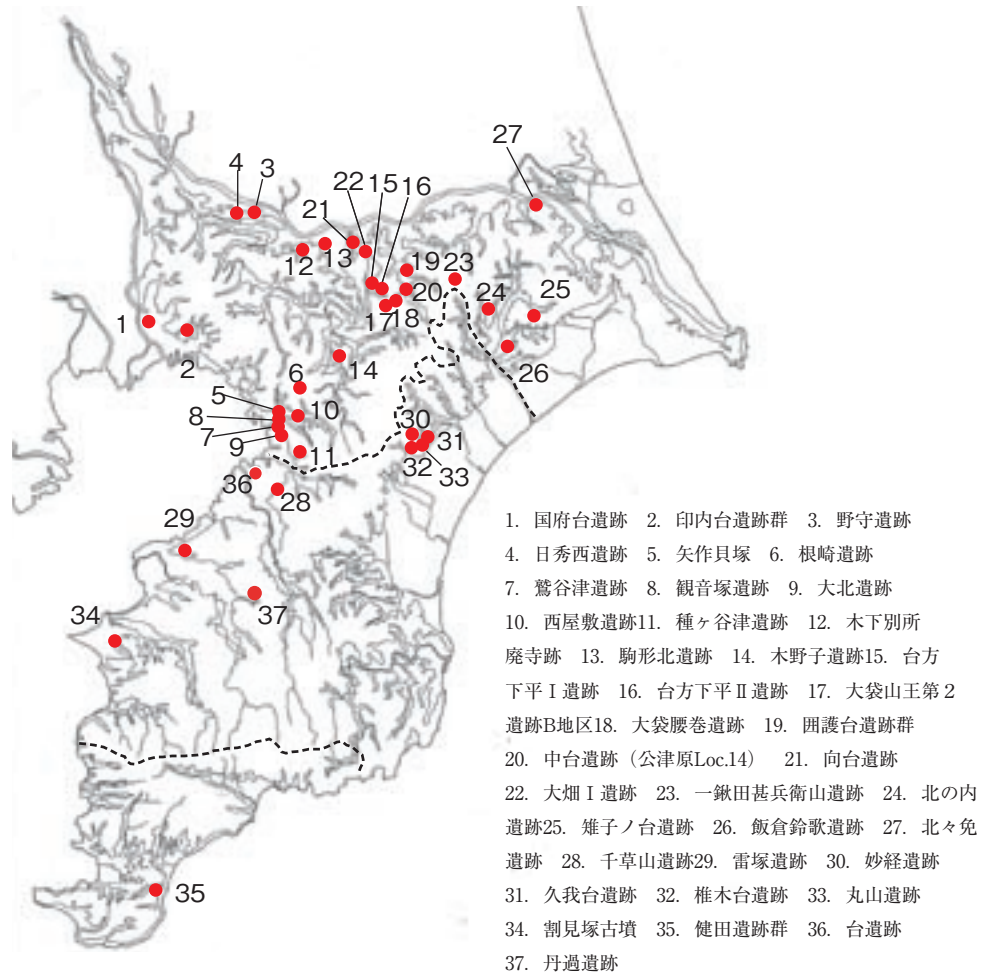 27
4 3
22 15 16
21
12 13
19 23
20
24 25
17 18
1
2
14
26
6
5
10
8
7
9
11
30
31
32
33
36
28
29
37
34
35
1. 国府台遺跡 2. 印内台遺跡群 3. 野守遺跡
4. 日秀西遺跡 5. 矢作貝塚 6. 根崎遺跡
7. 鷲谷津遺跡 8. 観音塚遺跡 9. 大北遺跡
10. 西屋敷遺跡11. 種ヶ谷津遺跡 12. 木下別所
廃寺跡 13. 駒形北遺跡 14. 木野子遺跡15. 台方
下平Ⅰ遺跡 16. 台方下平Ⅱ遺跡 17. 大袋山王第2
遺跡B地区18. 大袋腰巻遺跡 19. 囲護台遺跡群
20. 中台遺跡（公津原Loc.14） 21. 向台遺跡
22. 大畑Ⅰ遺跡 23. 一鍬田甚兵衛山遺跡 24. 北の内
遺跡25. 雉子ノ台遺跡 26. 飯倉鈴歌遺跡 27. 北々免
遺跡 28. 千草山遺跡29. 雷塚遺跡 30. 妙経遺跡
31. 久我台遺跡 32. 椎木台遺跡 33. 丸山遺跡
34. 割見塚古墳 35. 健田遺跡群 36. 台遺跡
37. 丹過遺跡